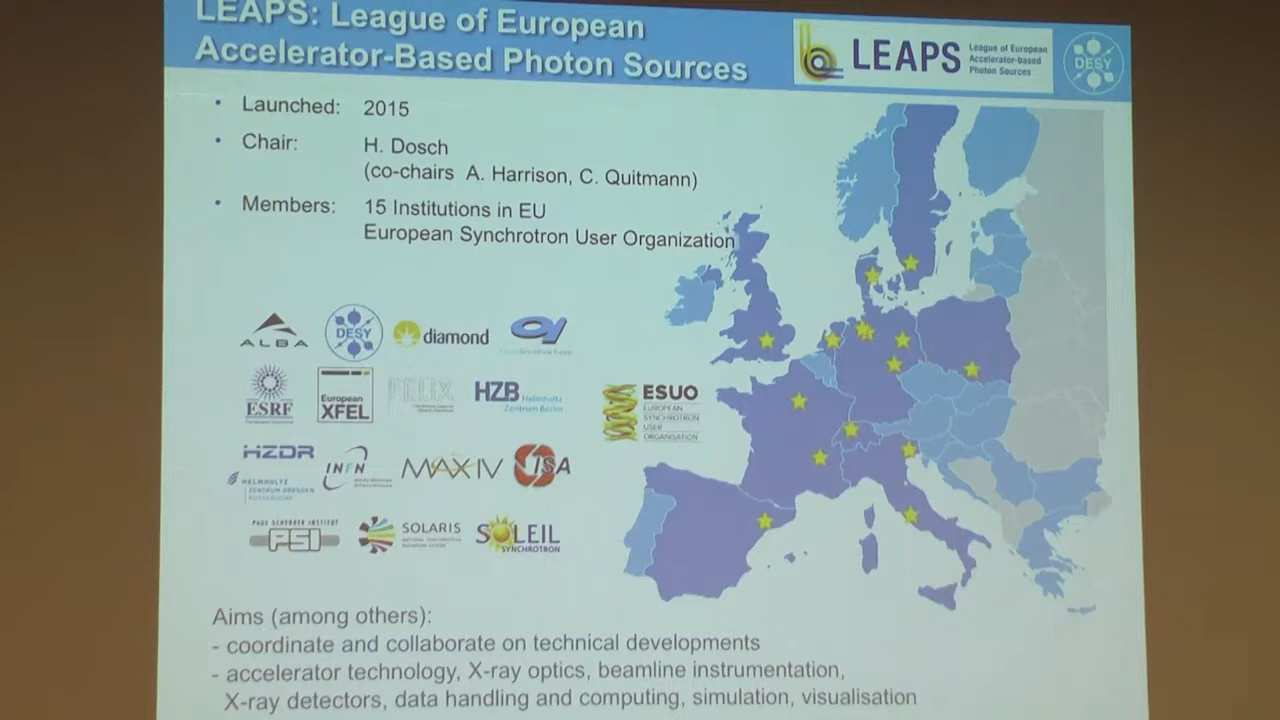 LEAPS: League of European
Accelerator-Based Photon Sources
LEAPS
League of European
Accelerator-based
Photon Sources
DESY
• Launched: 2015
• Chair: H. Dosch
(co-chairs A. Harrison, C. Quitmann)
• Members: 15 Institutions in EU
European Synchrotron User Organization
ALBA
DESY
diamond
ESRF
European
XFEL
FELIX
HZB Helmholtz
Zentrum Berlin
ESUO
EUROPEAN
SYNCHROTRON
USER
ORGANISATION
HZDR
HELMHOLTZ
ZENTRUM DRESDEN
ROSSENDORF
INFN
MAX IV
ISA
PAUL SCHERRER INSTITUT
PSI
SOLARIS
SOLEIL
SYNCHROTRON
Aims (among others):
- coordinate and collaborate on technical developments
- accelerator technology, X-ray optics, beamline instrumentation,
X-ray detectors, data handling and computing, simulation, visualisation